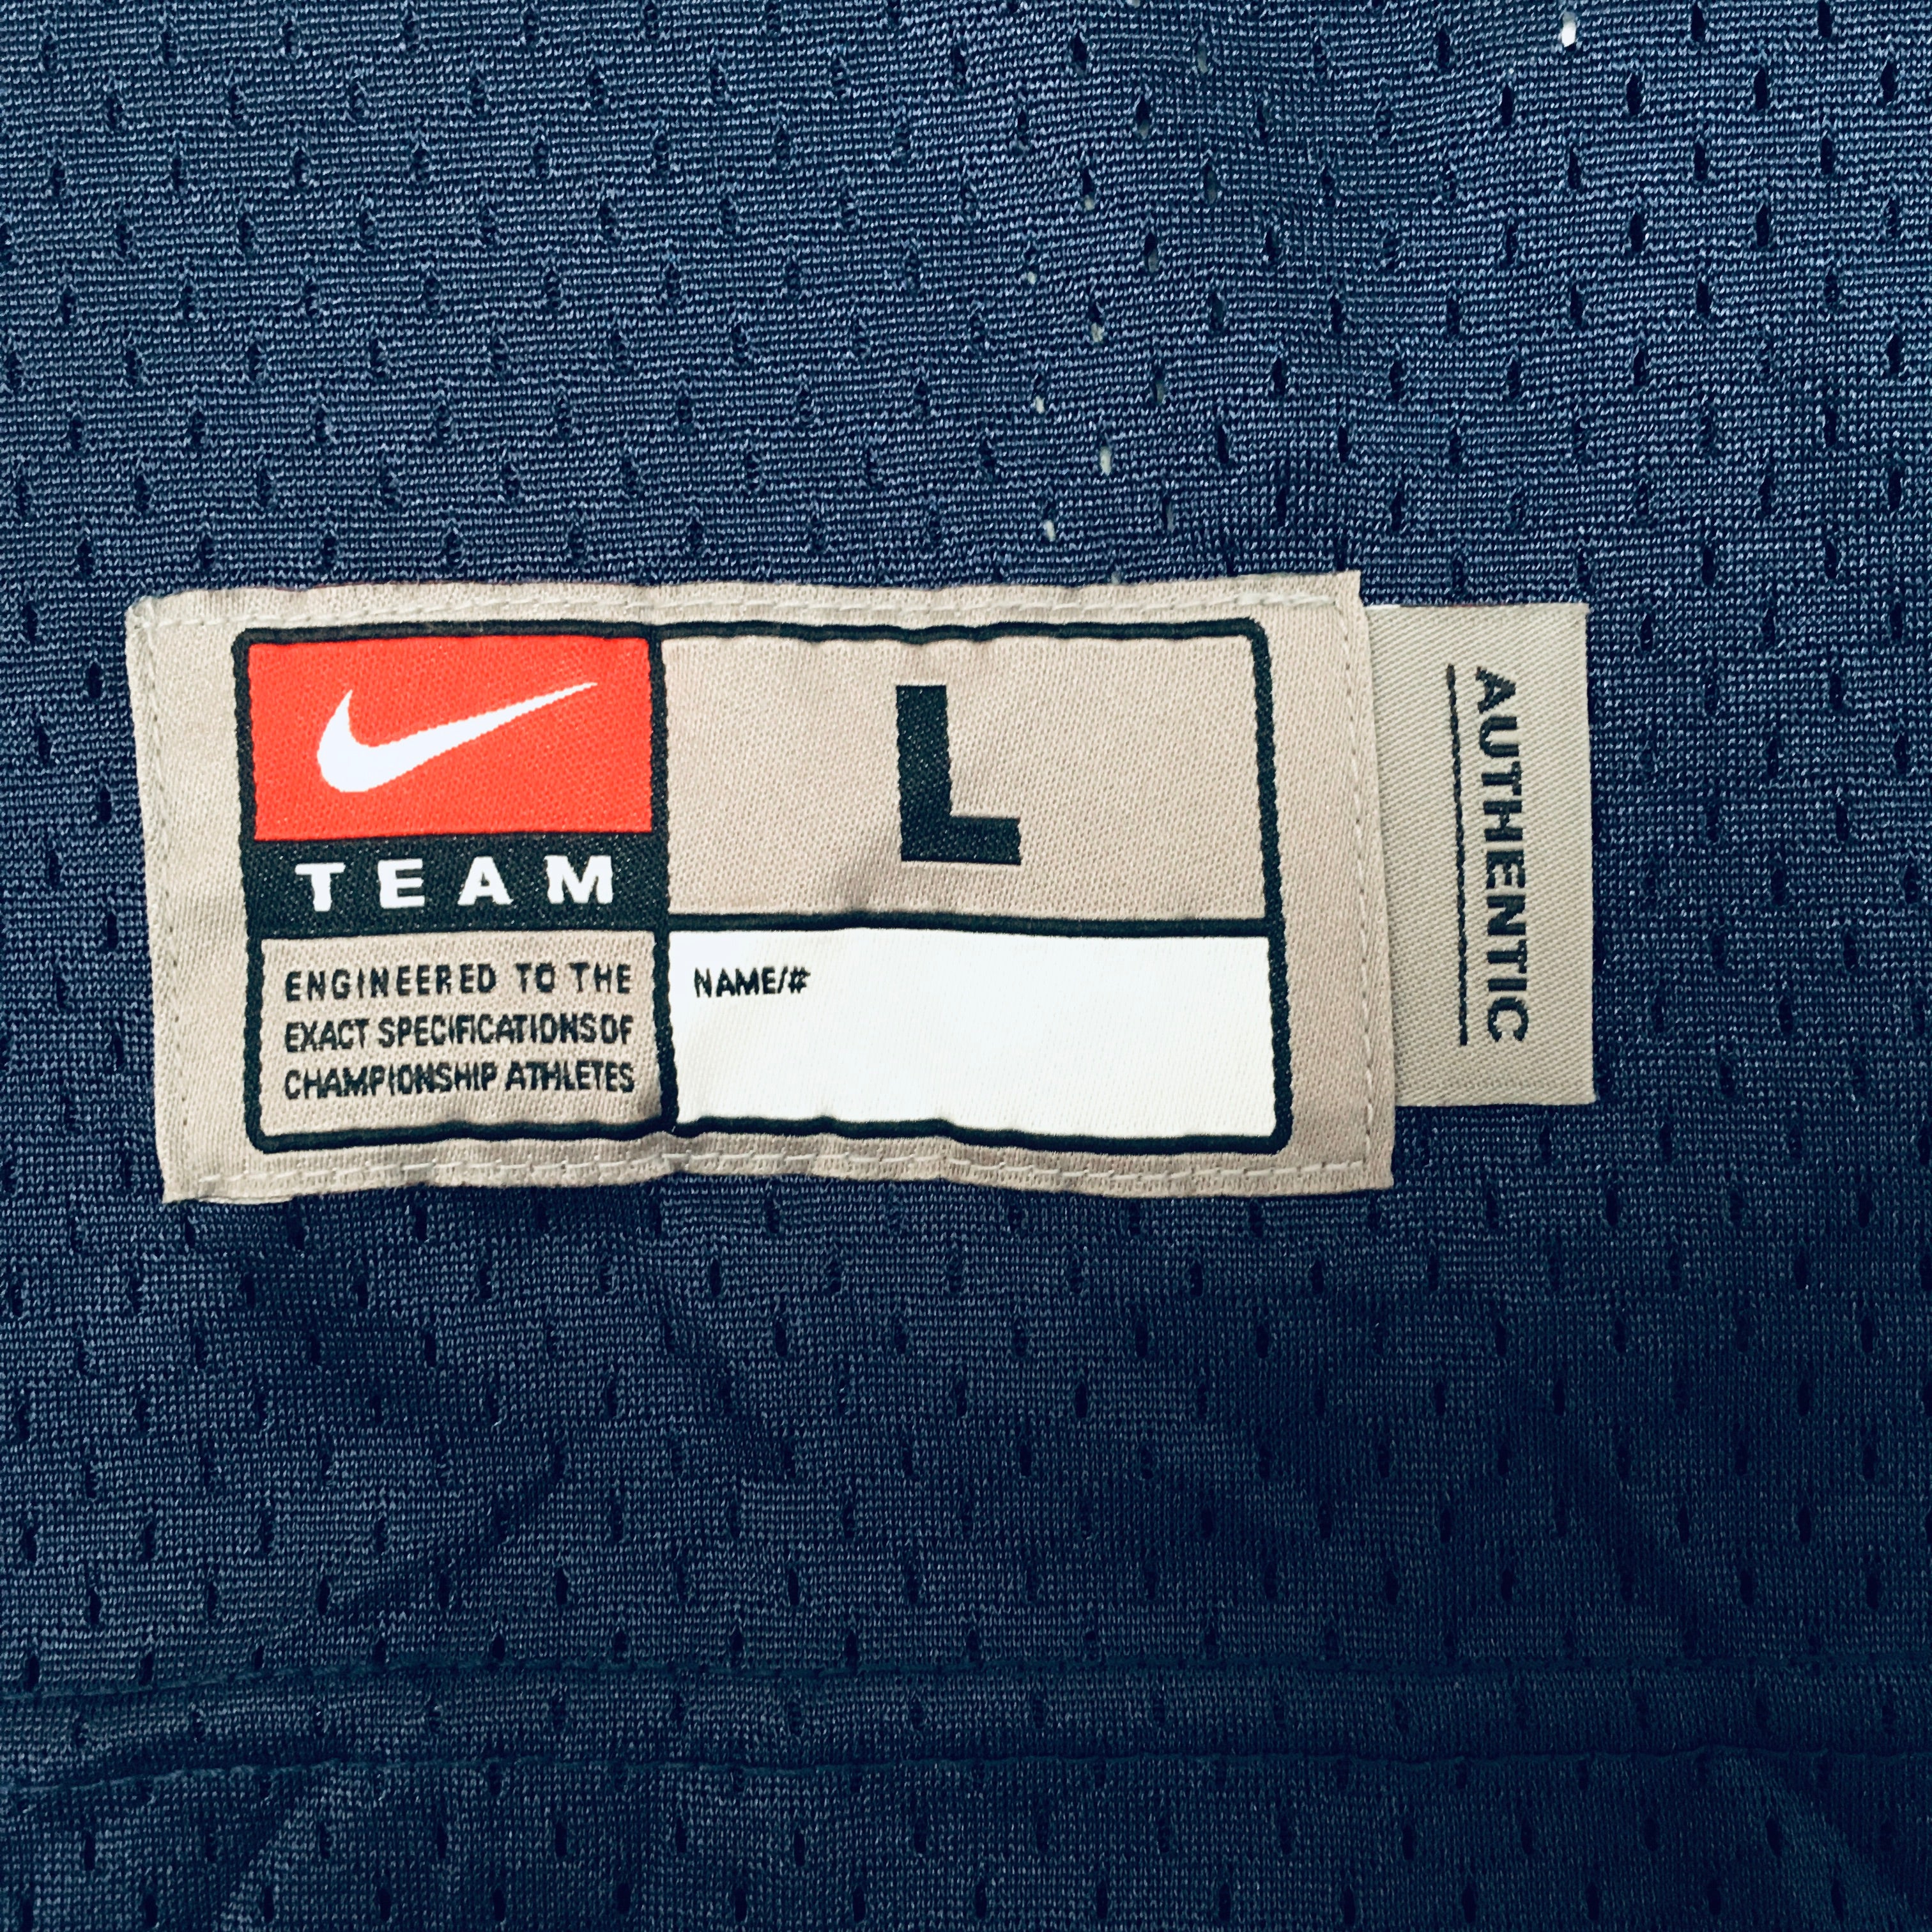 TEAM
ENGINEERED TO THE
EXACT SPECIFICATIONS OF
CHAMPIONSHIP ATHLETES
L
NAME/#
AUTHENTIC